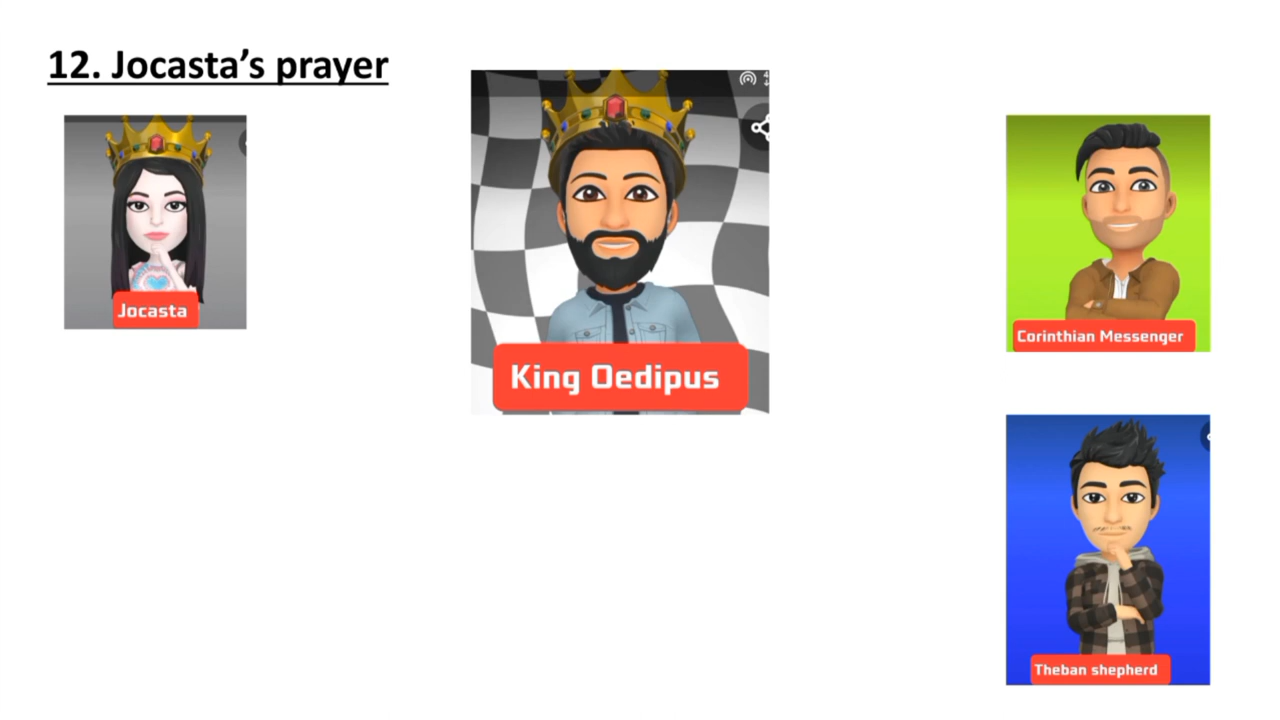 12. Jocasta’s prayer
Jocasta
King Oedipus
Corinthian Messenger
Theban shepherd